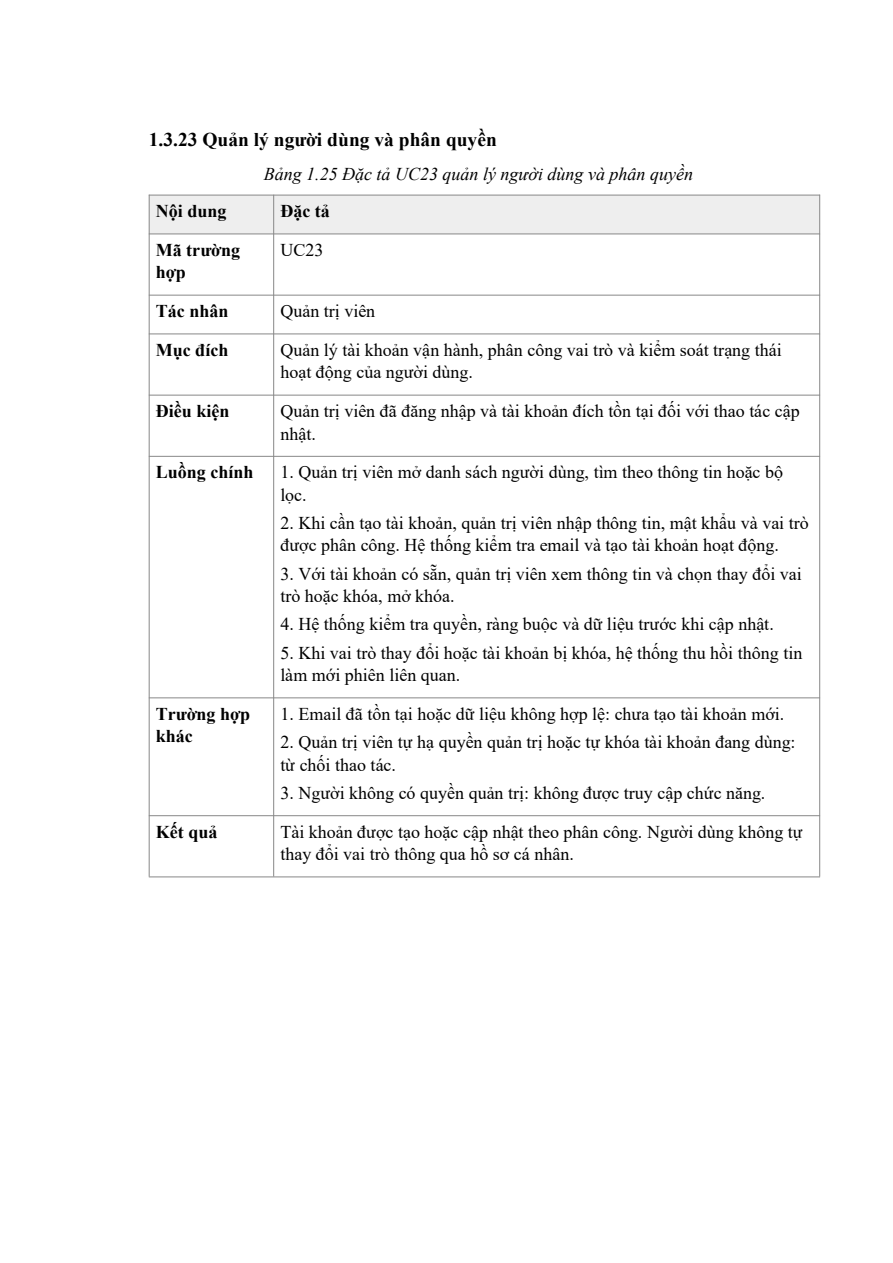 1.3.23 Quản lý người dùng và phân quyền
Bảng 1.25 Đặc tả UC23 quản lý người dùng và phân quyền
Nội dung
Đặc tả
Mã trường
hợp
UC23
Tác nhân
Quản trị viên
Mục đích
Quản lý tài khoản vận hành, phân công vai trò và kiểm soát trạng thái
hoạt động của người dùng.
Điều kiện
Quản trị viên đã đăng nhập và tài khoản đích tồn tại đối với thao tác cập
nhật.
Luồng chính
1. Quản trị viên mở danh sách người dùng, tìm theo thông tin hoặc bộ
lọc.
2. Khi cần tạo tài khoản, quản trị viên nhập thông tin, mật khẩu và vai trò
được phân công. Hệ thống kiểm tra email và tạo tài khoản hoạt động.
3. Với tài khoản có sẵn, quản trị viên xem thông tin và chọn thay đổi vai
trò hoặc khóa, mở khóa.
4. Hệ thống kiểm tra quyền, ràng buộc và dữ liệu trước khi cập nhật.
5. Khi vai trò thay đổi hoặc tài khoản bị khóa, hệ thống thu hồi thông tin
làm mới phiên liên quan.
Trường hợp
khác
1. Email đã tồn tại hoặc dữ liệu không hợp lệ: chưa tạo tài khoản mới.
2. Quản trị viên tự hạ quyền quản trị hoặc tự khóa tài khoản đang dùng:
từ chối thao tác.
3. Người không có quyền quản trị: không được truy cập chức năng.
Kết quả
Tài khoản được tạo hoặc cập nhật theo phân công. Người dùng không tự
thay đổi vai trò thông qua hồ sơ cá nhân.